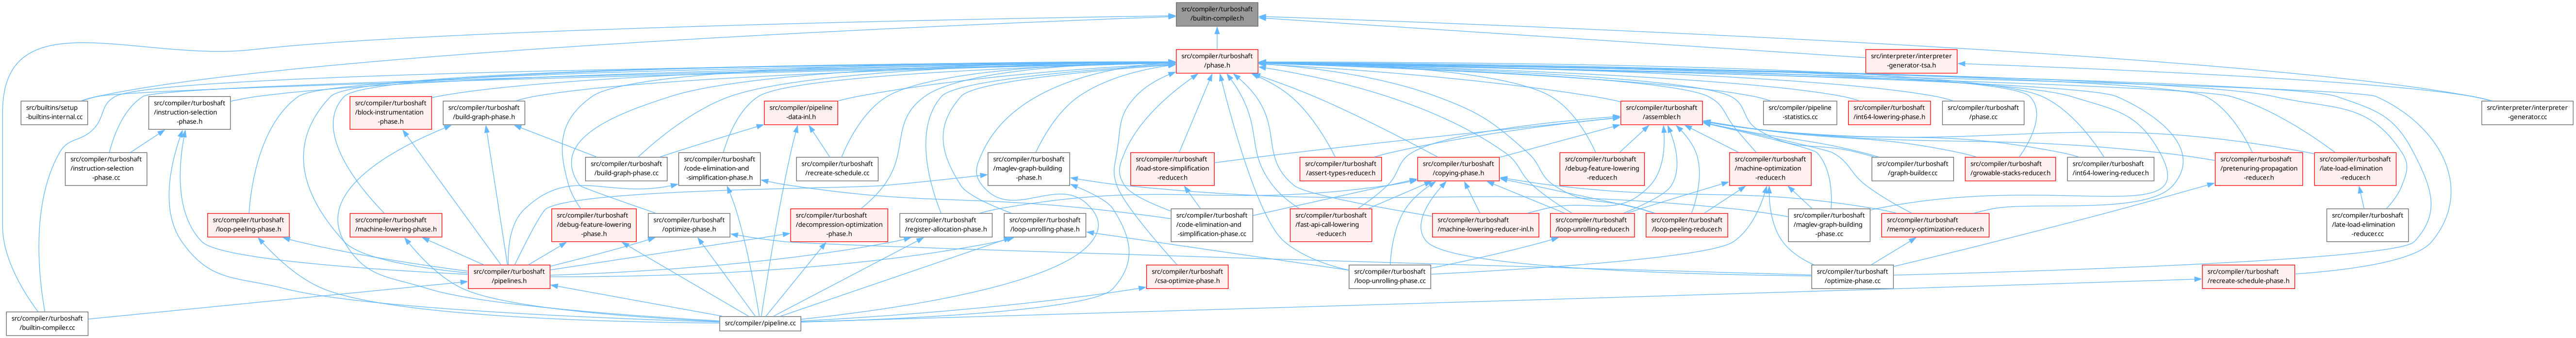 src/compiler/turboshaft
/builtin-compiler.h
src/compiler/turboshaft
/phase.h
src/interpreter/interpreter
-generator-tsa.h
src/builtins/setup
-builtins-internal.cc
src/compiler/turboshaft
/instruction-selection
-phase.h
src/compiler/turboshaft
/block-instrumentation
-phase.h
src/compiler/turboshaft
/build-graph-phase.h
src/compiler/pipeline
-data-inl.h
src/compiler/turboshaft
/assembler.h
src/compiler/pipeline
-statistics.cc
src/compiler/turboshaft
/int64-lowering-phase.h
src/compiler/turboshaft
/phase.cc
src/interpreter/interpreter
-generator.cc
src/compiler/turboshaft
/instruction-selection
-phase.cc
src/compiler/turboshaft
/build-graph-phase.cc
src/compiler/turboshaft
/code-elimination-and
-simplification-phase.h
src/compiler/turboshaft
/recreate-schedule.cc
src/compiler/turboshaft
/maglev-graph-building
-phase.h
src/compiler/turboshaft
/load-store-simplification
-reducer.h
src/compiler/turboshaft
/assert-types-reducer.h
src/compiler/turboshaft
/copying-phase.h
src/compiler/turboshaft
/debug-feature-lowering
-reducer.h
src/compiler/turboshaft
/machine-optimization
-reducer.h
src/compiler/turboshaft
/graph-builder.cc
src/compiler/turboshaft
/growable-stacks-reducer.h
src/compiler/turboshaft
/int64-lowering-reducer.h
src/compiler/turboshaft
/pretenuring-propagation
-reducer.h
src/compiler/turboshaft
/late-load-elimination
-reducer.h
src/compiler/turboshaft
/loop-peeling-phase.h
src/compiler/turboshaft
/machine-lowering-phase.h
src/compiler/turboshaft
/debug-feature-lowering
-phase.h
src/compiler/turboshaft
/optimize-phase.h
src/compiler/turboshaft
/decompression-optimization
-phase.h
src/compiler/turboshaft
/register-allocation-phase.h
src/compiler/turboshaft
/loop-unrolling-phase.h
src/compiler/turboshaft
/code-elimination-and
-simplification-phase.cc
src/compiler/turboshaft
/fast-api-call-lowering
-reducer.h
src/compiler/turboshaft
/machine-lowering-reducer-inl.h
src/compiler/turboshaft
/loop-unrolling-reducer.h
src/compiler/turboshaft
/loop-peeling-reducer.h
src/compiler/turboshaft
/maglev-graph-building
-phase.cc
src/compiler/turboshaft
/memory-optimization-reducer.h
src/compiler/turboshaft
/late-load-elimination
-reducer.cc
src/compiler/turboshaft
/pipelines.h
src/compiler/turboshaft
/csa-optimize-phase.h
src/compiler/turboshaft
/loop-unrolling-phase.cc
src/compiler/turboshaft
/optimize-phase.cc
src/compiler/turboshaft
/recreate-schedule-phase.h
src/compiler/turboshaft
/builtin-compiler.cc
src/compiler/pipeline.cc